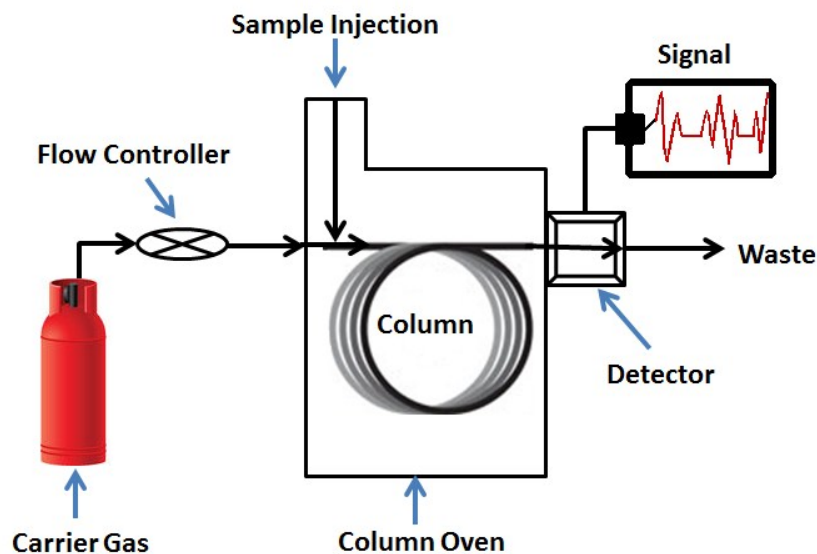 Sample Injection
Signal
Flow Controller
Waste
Column
Detector
Carrier Gas
Column Oven